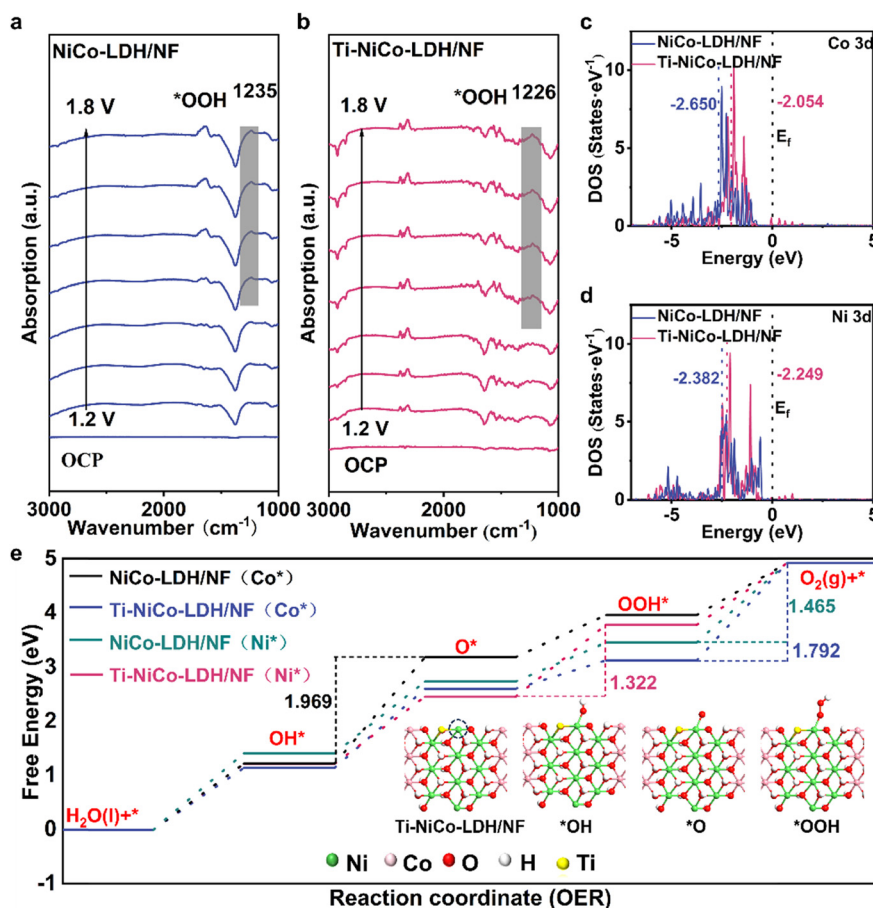 a
NiCo-LDH/NF
1.8 V
*OOH
1235
1.2 V
OCP
Absorption (a.u.)
3000
2000
1000
Wavenumber (cm⁻¹)
b
Ti-NiCo-LDH/NF
1.8 V
*OOH
1226
1.2 V
OCP
Absorption (a.u.)
3000
2000
1000
Wavenumber (cm⁻¹)
c
NiCo-LDH/NF
Ti-NiCo-LDH/NF
Co 3d
-2.650
-2.054
E_f
DOS (States·eV⁻¹)
10
5
0
-5
0
5
Energy (eV)
d
NiCo-LDH/NF
Ti-NiCo-LDH/NF
Ni 3d
-2.382
-2.249
E_f
DOS (States·eV⁻¹)
10
5
0
-5
0
5
Energy (eV)
e
NiCo-LDH/NF (Co*)
Ti-NiCo-LDH/NF (Co*)
NiCo-LDH/NF (Ni*)
Ti-NiCo-LDH/NF (Ni*)
Free Energy (eV)
5
4
3
2
1
0
-1
H₂O(l)+*
OH*
O*
OOH*
O₂(g)+*
1.969
1.322
1.465
1.792
Ti-NiCo-LDH/NF
*OH
*O
*OOH
Ni Co O H Ti
Reaction coordinate (OER)